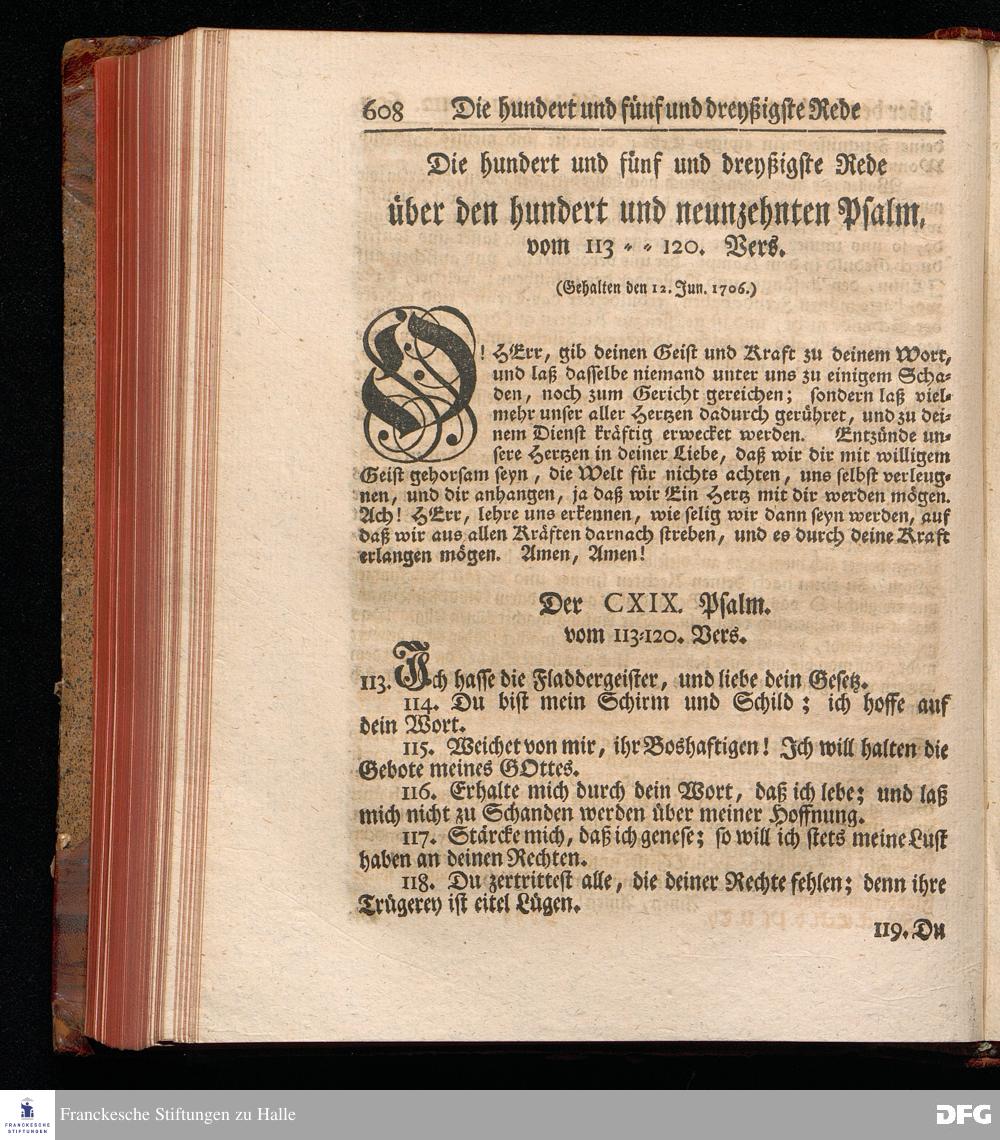 608 Die hundert und fünf und dreyßigste Rede
Die hundert und fünf und dreyßigste Rede
über den hundert und neunzehnten Psalm,
vom 113 - - 120. Vers.
(Gehalten den 12. Jun. 1706.)
O! HErr, gib deinen Geist und Kraft zu deinem Wort,
und laß dasselbe niemand unter uns zu einigem Scha-
den, noch zum Gericht gereichen; sondern laß viel-
mehr unser aller Hertzen dadurch gerühret, und zu dei-
nem Dienst kräftig erwecket werden. Entzünde un-
sere Hertzen in deiner Liebe, daß wir dir mit willigem
Geist gehorsam seyn, die Welt für nichts achten, uns selbst verleug-
nen, und dir anhangen, ja daß wir Ein Hertz mit dir werden mögen.
Ach! HErr, lehre uns erkennen, wie selig wir dann seyn werden, auf
daß wir aus allen Kräften darnach streben, und es durch deine Kraft
erlangen mögen. Amen, Amen!
Der CXIX. Psalm.
vom 113-120. Vers.
113. Ich hasse die Fladdergeister, und liebe dein Gesetz.
114. Du bist mein Schirm und Schild; ich hoffe auf
dein Wort.
115. Weichet von mir, ihr Boshaftigen! Ich will halten die
Gebote meines GOttes.
116. Erhalte mich durch dein Wort, daß ich lebe; und laß
mich nicht zu Schanden werden über meiner Hoffnung.
117. Stärcke mich, daß ich genese; so will ich stets meine Lust
haben an deinen Rechten.
118. Du zertrittest alle, die deiner Rechte fehlen; denn ihre
Trügerey ist eitel Lügen.
119. Du
FRANCKESCHE
STIFTUNGEN
Franckesche Stiftungen zu Halle
DFG